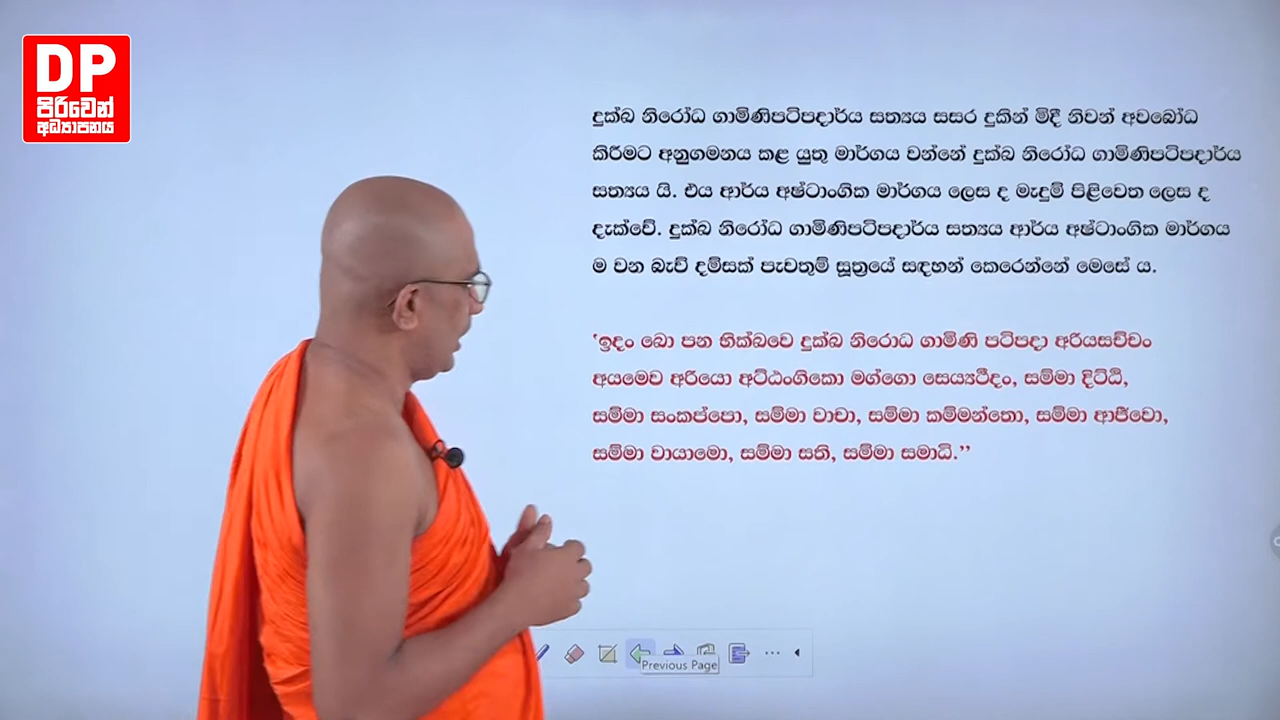 DP
පිරිවෙන්
අධ්‍යාපනය
දුක්ඛ නිරෝධ ගාමිණිපටිපදාර්ය සත්‍යය සසර දුකින් මිදී නිවන් අවබෝධ
කිරීමට අනුගමනය කළ යුතු මාර්ගය වන්නේ දුක්ඛ නිරෝධ ගාමිණිපටිපදාර්ය
සත්‍යය යි. එය ආර්ය අෂ්ටාංගික මාර්ගය ලෙස ද මැදුම් පිළිවෙත ලෙස ද
දැක්වේ. දුක්ඛ නිරෝධ ගාමිණිපටිපදාර්ය සත්‍යය ආර්ය අෂ්ටාංගික මාර්ගය
ම වන බැව් දම්සක් පැවතුම් සූත්‍රයේ සඳහන් කෙරෙන්නේ මෙසේ ය.
‘ඉදං ඛො පන භික්ඛවෙ දුක්ඛ නිරොධ ගාමිණි පටිපදා අරියසච්චං
අයමෙව අරියො අට්ඨංගිකො මග්ගො සෙය්‍යථීදං, සම්මා දිට්ඨි,
සම්මා සංකප්පො, සම්මා වාචා, සම්මා කම්මන්තො, සම්මා ආජීවො,
සම්මා වායාමො, සම්මා සති, සම්මා සමාධි.’’
Previous Page